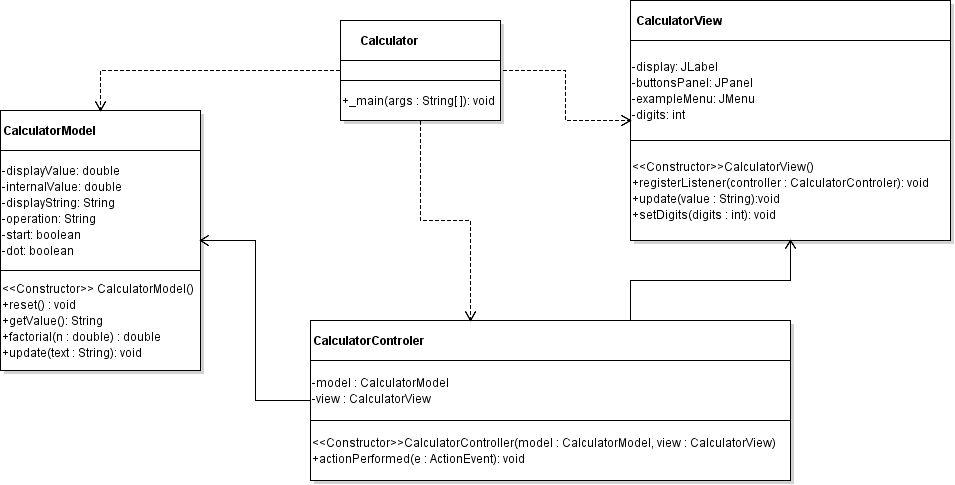 Calculator
+_main(args : String[]): void
CalculatorView
-display: JLabel
-buttonsPanel: JPanel
-exampleMenu: JMenu
-digits: int
<<Constructor>>CalculatorView()
+registerListener(controller : CalculatorControler): void
+update(value : String):void
+setDigits(digits : int): void
CalculatorModel
-displayValue: double
-internalValue: double
-displayString: String
-operation: String
-start: boolean
-dot: boolean
<<Constructor>> CalculatorModel()
+reset() : void
+getValue(): String
+factorial(n : double) : double
+update(text : String): void
CalculatorControler
-model : CalculatorModel
-view : CalculatorView
<<Constructor>>CalculatorController(model : CalculatorModel, view : CalculatorView)
+actionPerformed(e : ActionEvent): void